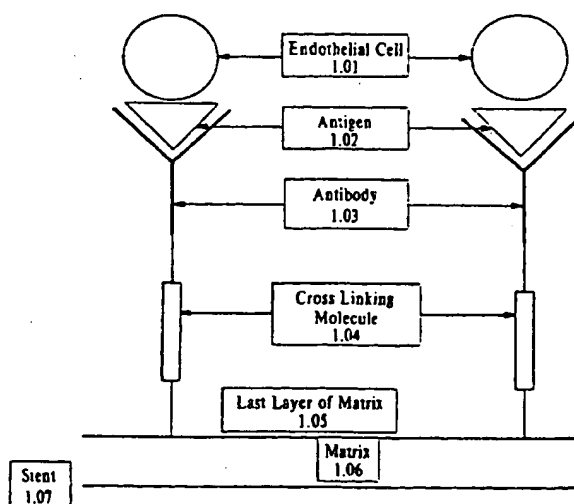 Endothelial Cell
1.01
Antigen
1.02
Antibody
1.03
Cross Linking
Molecule
1.04
Last Layer of Matrix
1.05
Matrix
1.06
Stent
1.07